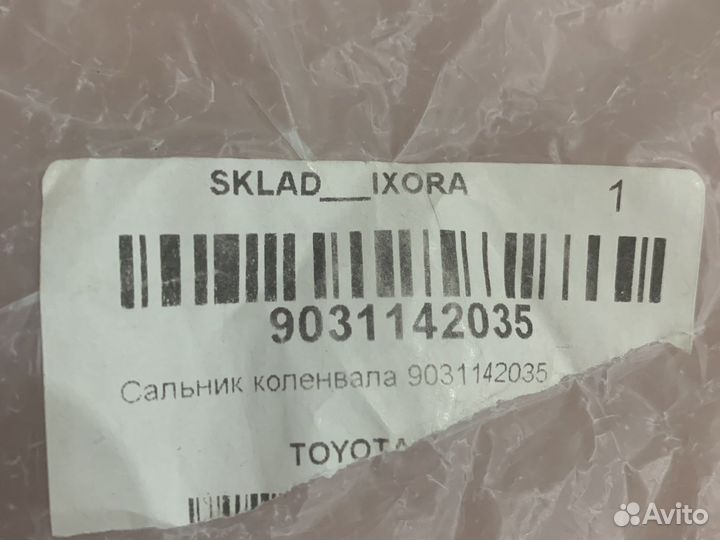 SKLAD___IXORA 1
9031142035
Сальник коленвала 9031142035
TOYOTA
Avito